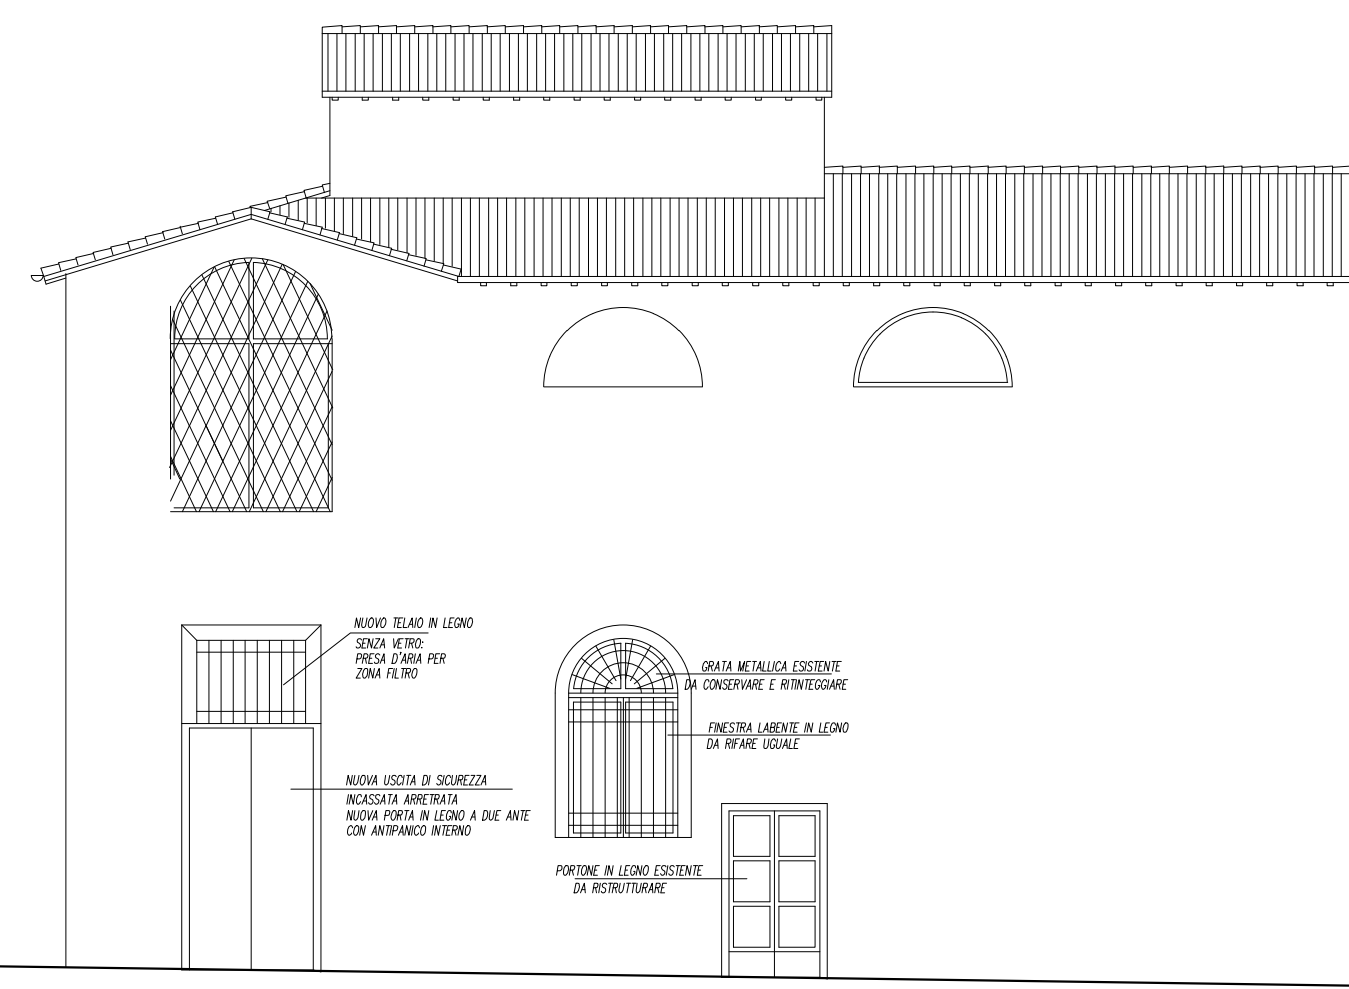 NUOVO TELAIO IN LEGNO
SENZA VETRO:
PRESA D'ARIA PER
ZONA FILTRO
GRATA METALLICA ESISTENTE
DA CONSERVARE E RITINTEGGIARE
FINESTRA LABENTE IN LEGNO
DA RIFARE UGUALE
NUOVA USCITA DI SICUREZZA
INCASSATA ARRETRATA
NUOVA PORTA IN LEGNO A DUE ANTE
CON ANTIPANICO INTERNO
PORTONE IN LEGNO ESISTENTE
DA RISTRUTTURARE